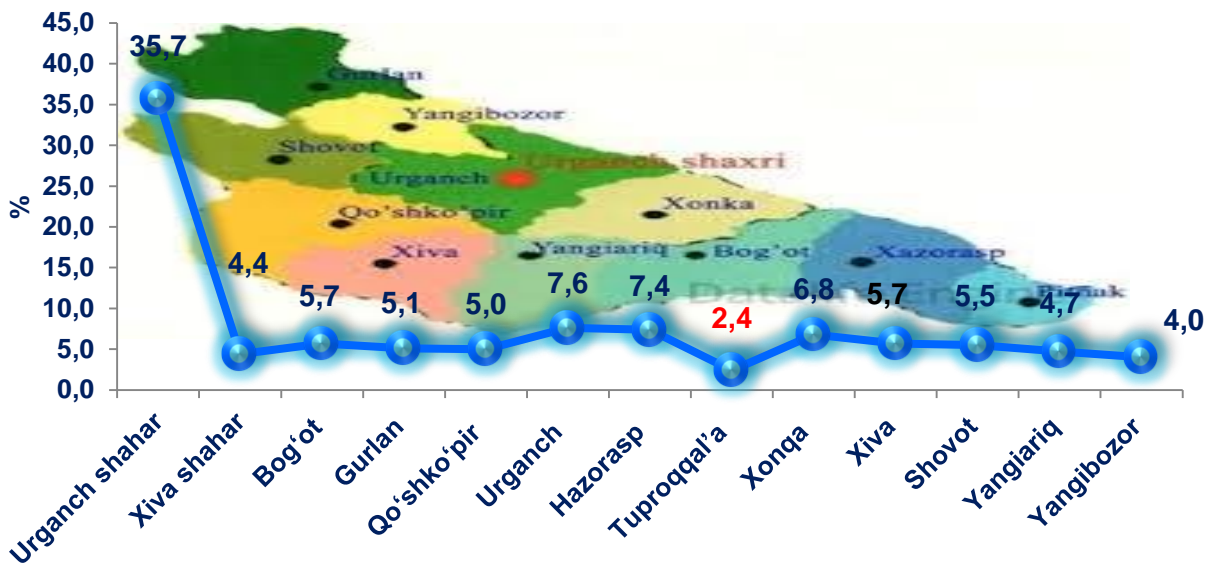 45,0
40,0
35,0
30,0
25,0
20,0
15,0
10,0
5,0
0,0
%
35,7
4,4
5,7
5,1
5,0
7,6
7,4
2,4
6,8
5,7
5,5
4,7
4,0
Gurlan
Yangibozor
Shovot
Urganch shaxri
Urganch
Xonka
Qo'shko'pir
Xiva
Yangiariq
Bog'ot
Xazorasp
Urganch shahar
Xiva shahar
Bog‘ot
Gurlan
Qo‘shko‘pir
Urganch
Hazorasp
Tuproqqal’a
Xonqa
Xiva
Shovot
Yangiariq
Yangibozor